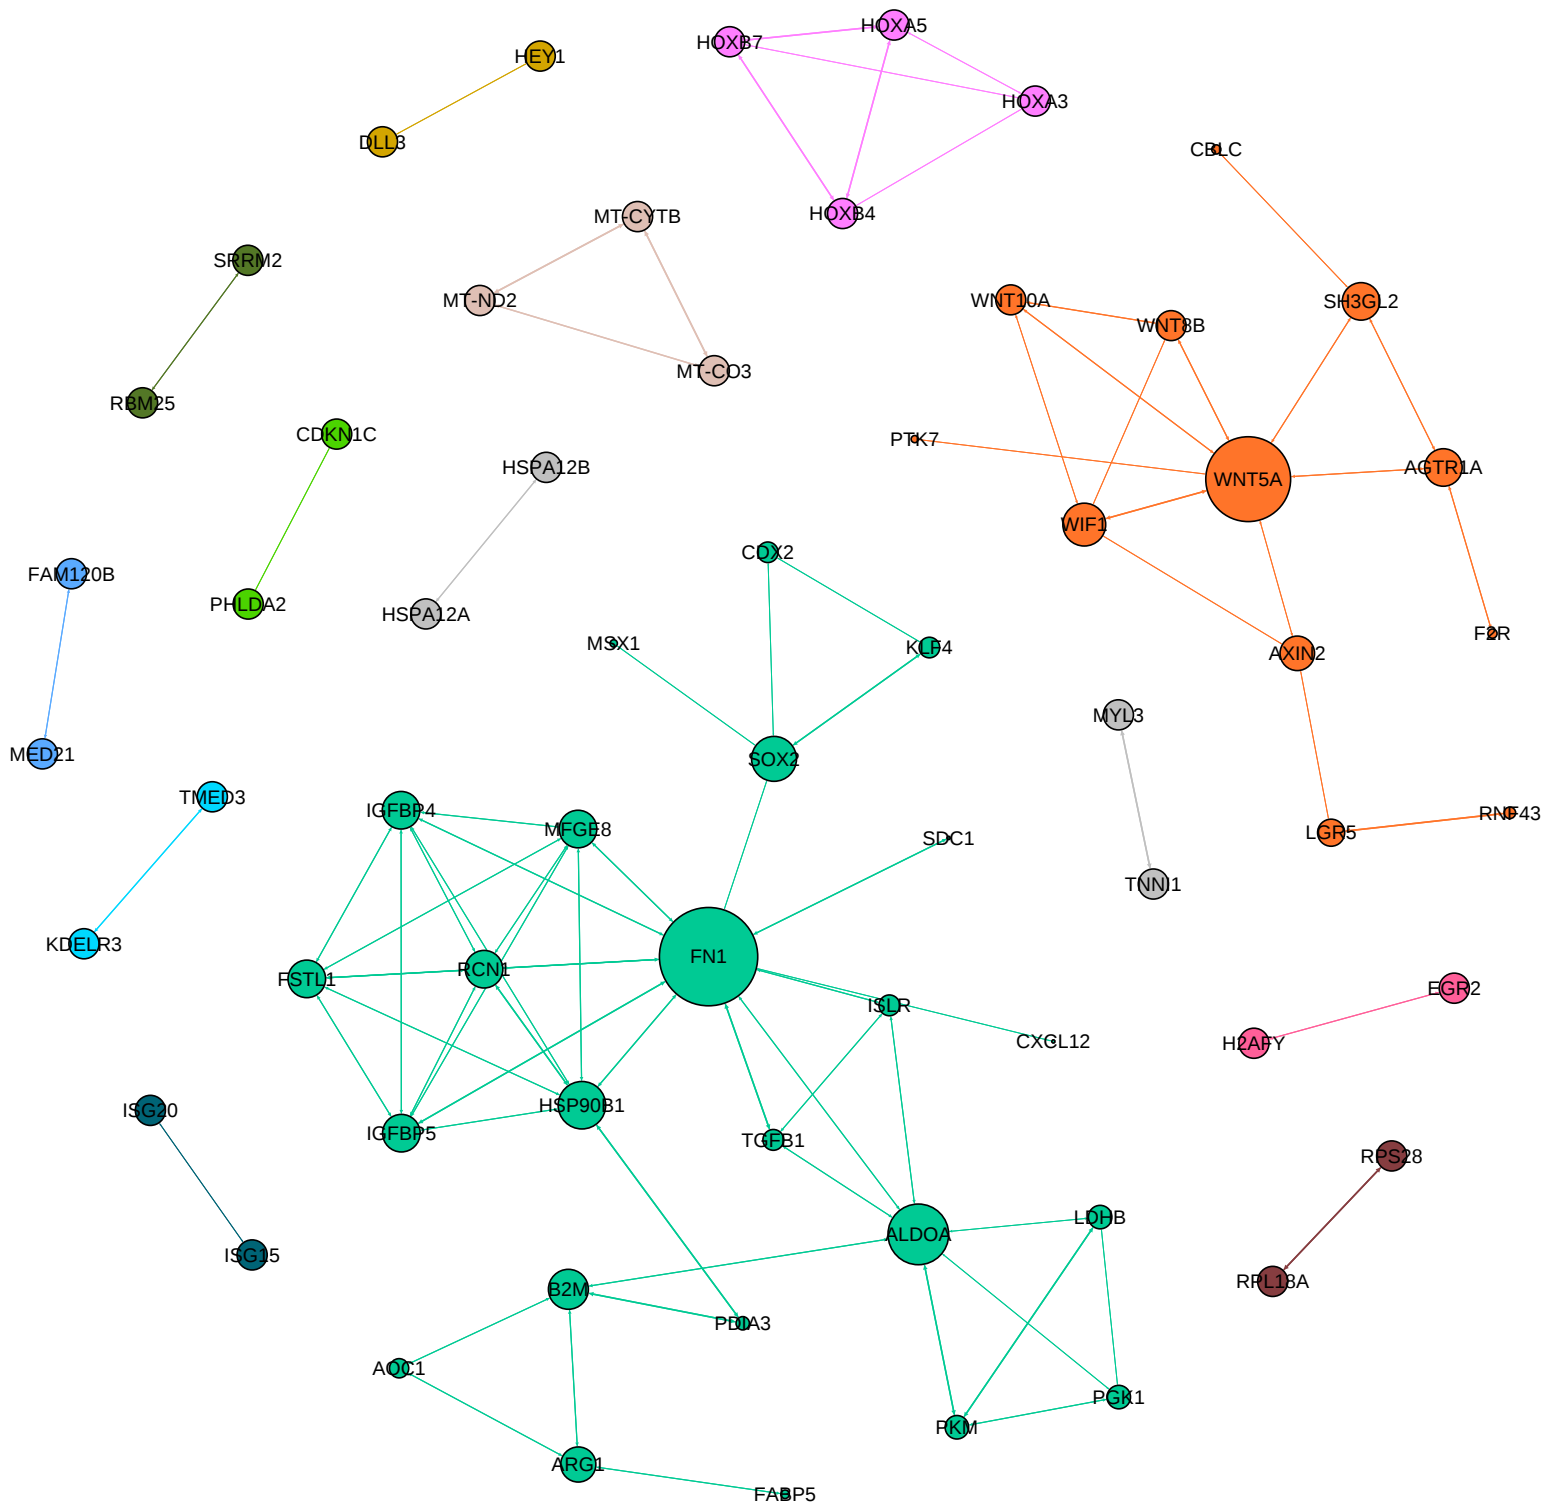 HOXA5
HOXB7
HEY1
HOXA3
DLL3
CBLC
HOXB4
MT-CYTB
SRRM2
MT-ND2
WNT10A
SH3GL2
WNT8B
MT-CO3
RBM25
CDKN1C
PTK7
HSPA12B
AGTR1A
WNT5A
WIF1
CDX2
FAM120B
PHLDA2
HSPA12A
F2R
MSX1
KLF4
AXIN2
MYL3
MED21
SOX2
TMED3
IGFBP4
RNF43
MFGE8
LGR5
SDC1
TNNI1
KDELR3
FN1
RCN1
FSTL1
EGR2
ISLR
CXCL12
H2AFY
HSP90B1
ISG20
IGFBP5
TGFB1
RPS28
LDHB
ALDOA
ISG15
RPL18A
B2M
PDIA3
AOC1
PGK1
PKM
ARG1
FABP5